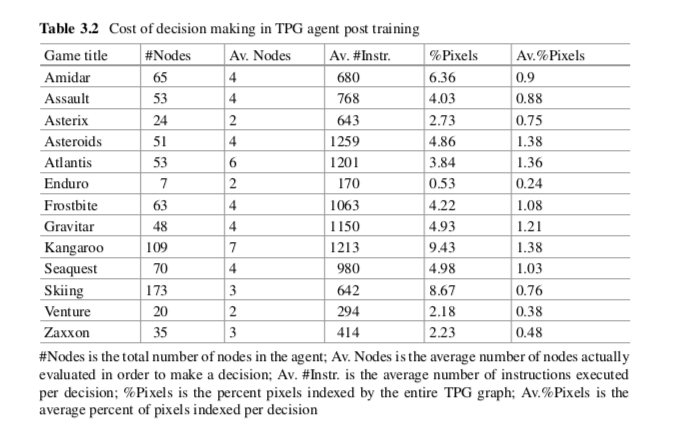 Table 3.2 Cost of decision making in TPG agent post training
Game title #Nodes Av. Nodes Av. #Instr. %Pixels Av.%Pixels
Amidar 65 4 680 6.36 0.9
Assault 53 4 768 4.03 0.88
Asterix 24 2 643 2.73 0.75
Asteroids 51 4 1259 4.86 1.38
Atlantis 53 6 1201 3.84 1.36
Enduro 7 2 170 0.53 0.24
Frostbite 63 4 1063 4.22 1.08
Gravitar 48 4 1150 4.93 1.21
Kangaroo 109 7 1213 9.43 1.38
Seaquest 70 4 980 4.98 1.03
Skiing 173 3 642 8.67 0.76
Venture 20 2 294 2.18 0.38
Zaxxon 35 3 414 2.23 0.48
#Nodes is the total number of nodes in the agent; Av. Nodes is the average number of nodes actually
evaluated in order to make a decision; Av. #Instr. is the average number of instructions executed
per decision; %Pixels is the percent pixels indexed by the entire TPG graph; Av.%Pixels is the
average percent of pixels indexed per decision